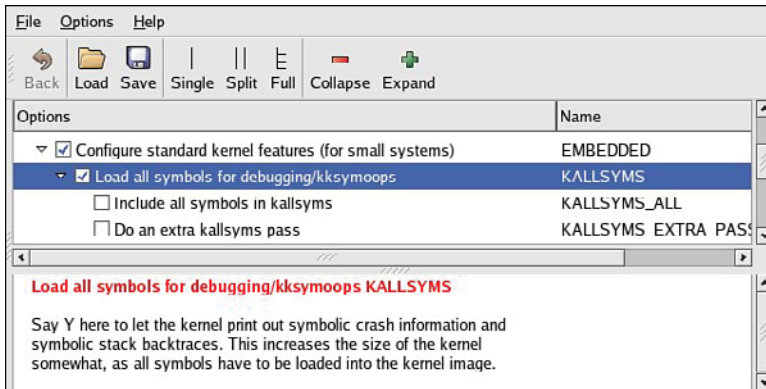 File Options Help
Back Load Save Single Split Full Collapse Expand
Options Name
Configure standard kernel features (for small systems) EMBEDDED
Load all symbols for debugging/kksymoops KALLSYMS
Include all symbols in kallsyms KALLSYMS_ALL
Do an extra kallsyms pass KALLSYMS_EXTRA_PASS
Load all symbols for debugging/kksymoops KALLSYMS
Say Y here to let the kernel print out symbolic crash information and
symbolic stack backtraces. This increases the size of the kernel
somewhat, as all symbols have to be loaded into the kernel image.